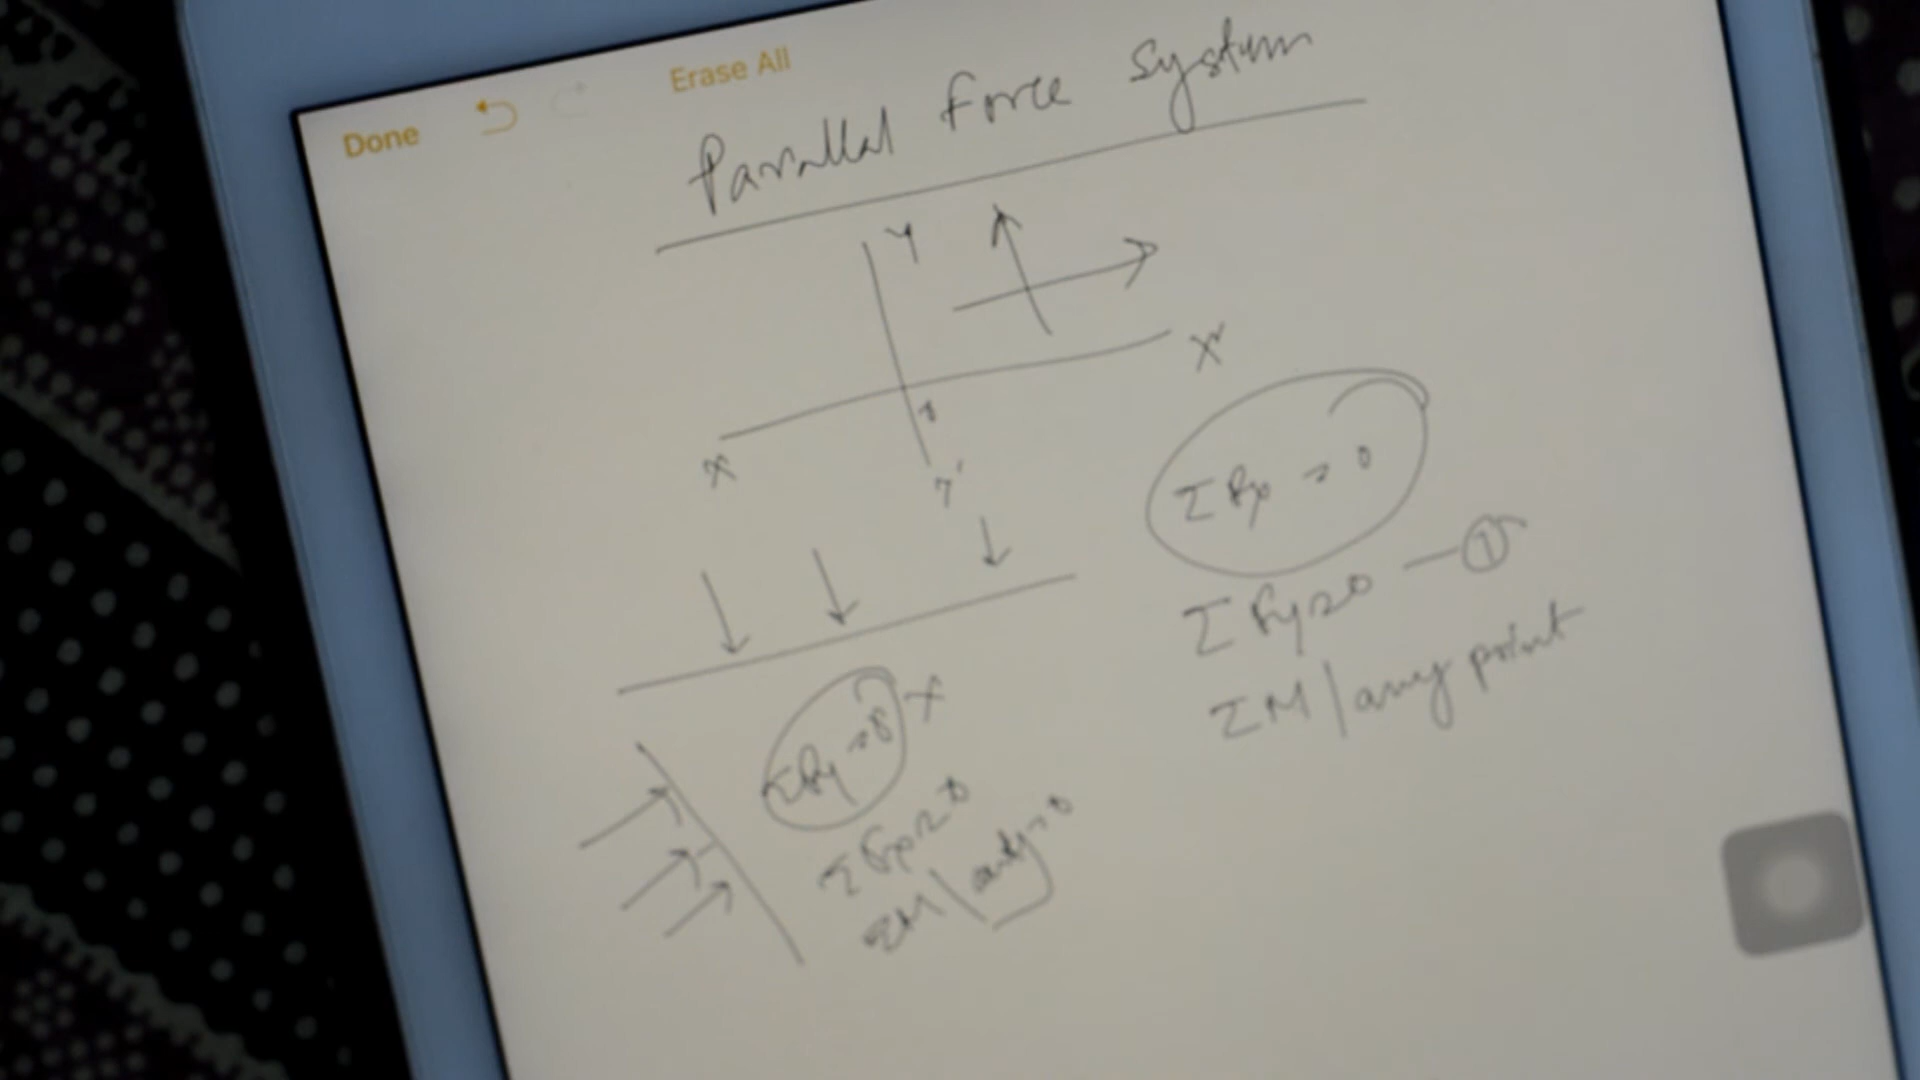 Done
Erase All
Parallal Force System
Y
X'
X
Y'
ΣFx = 0
ΣFy = 0 — ①
ΣM | any point
ΣFy = 0 X
ΣFx = 0
ΣM | any = 0